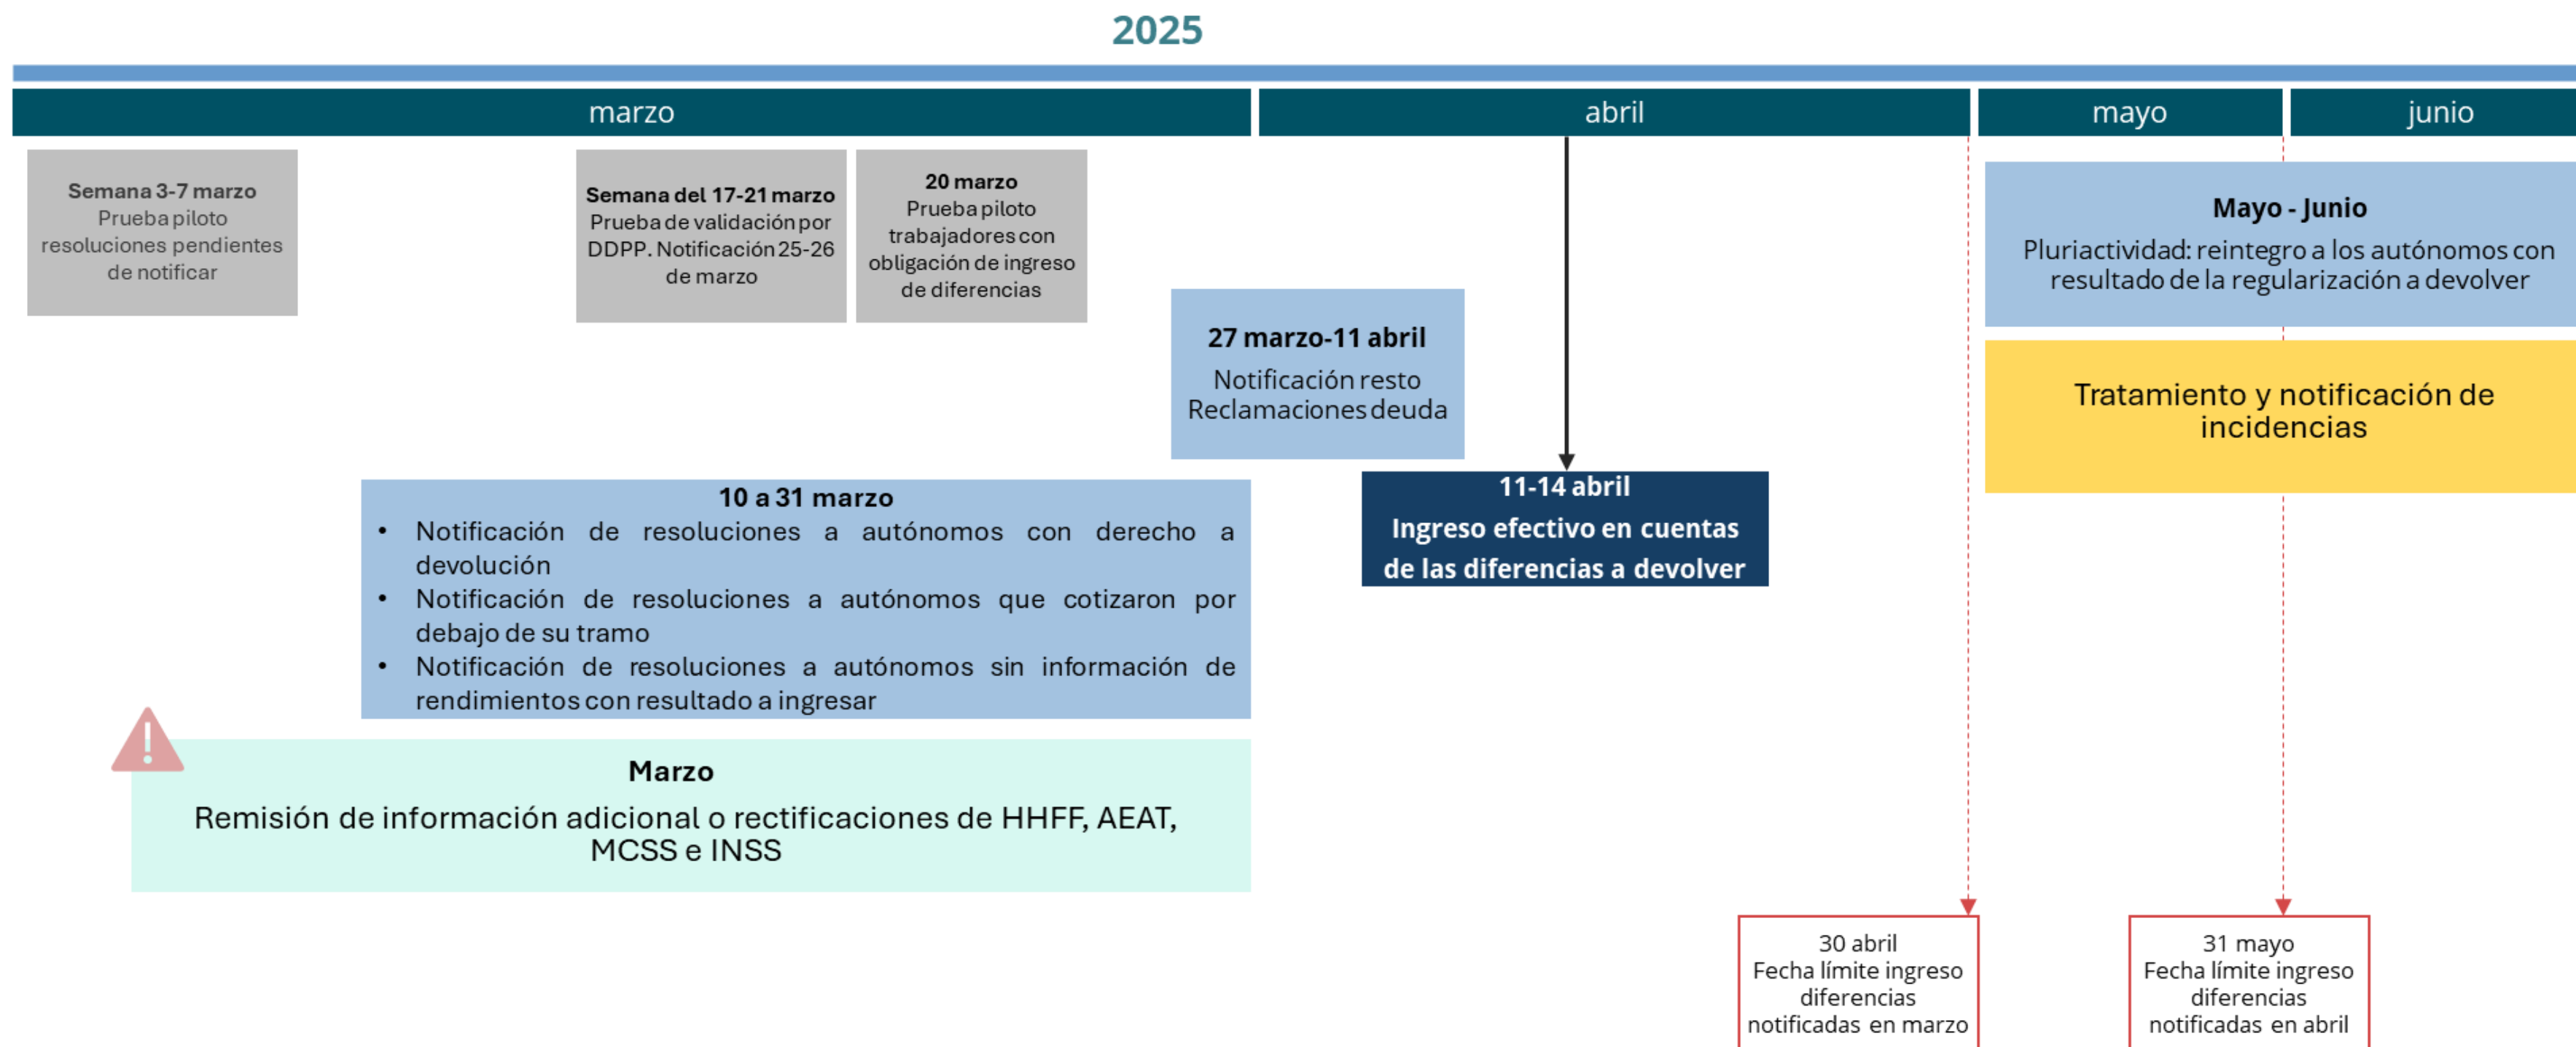 2025
marzo
abril
mayo
junio
Semana 3-7 marzo
Prueba piloto
resoluciones pendientes
de notificar
Semana del 17-21 marzo
Prueba de validación por
DDPP. Notificación 25-26
de marzo
20 marzo
Prueba piloto
trabajadores con
obligación de ingreso
de diferencias
27 marzo-11 abril
Notificación resto
Reclamaciones deuda
Mayo - Junio
Pluriactividad: reintegro a los autónomos con
resultado de la regularización a devolver
Tratamiento y notificación de
incidencias
11-14 abril
Ingreso efectivo en cuentas
de las diferencias a devolver
10 a 31 marzo
• Notificación de resoluciones a autónomos con derecho a
devolución
• Notificación de resoluciones a autónomos que cotizaron por
debajo de su tramo
• Notificación de resoluciones a autónomos sin información de
rendimientos con resultado a ingresar
Marzo
Remisión de información adicional o rectificaciones de HHFF, AEAT,
MCSS e INSS
30 abril
Fecha límite ingreso
diferencias
notificadas en marzo
31 mayo
Fecha límite ingreso
diferencias
notificadas en abril